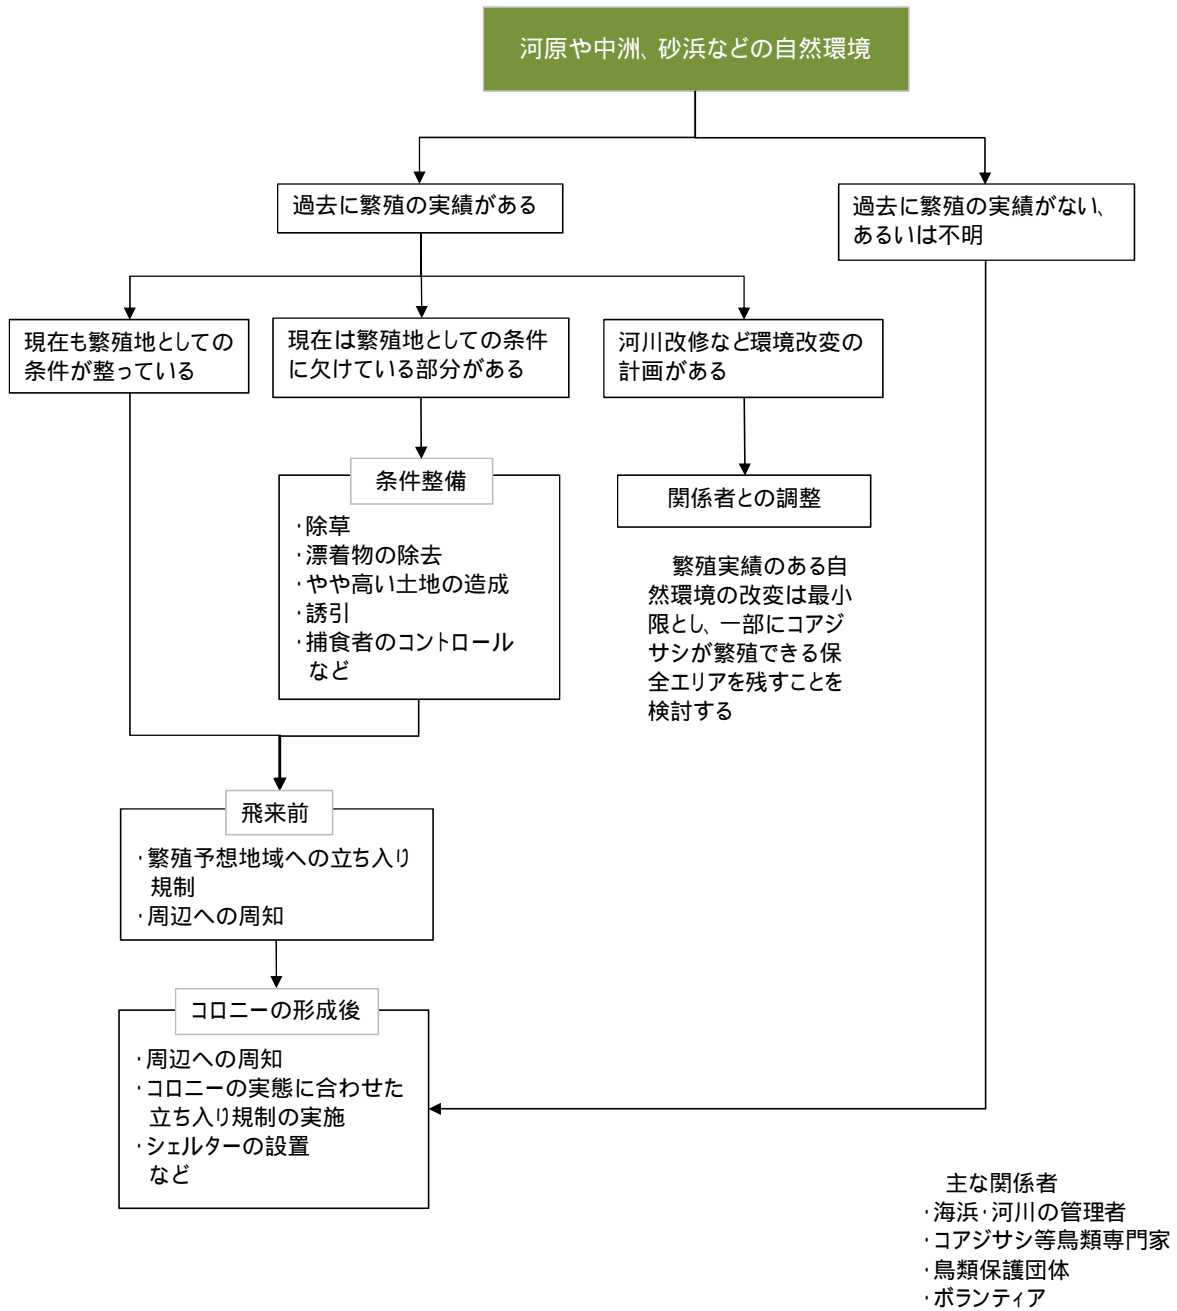 河原や中洲、砂浜などの自然環境
過去に繁殖の実績がある
過去に繁殖の実績がない、
あるいは不明
現在も繁殖地としての
条件が整っている
現在は繁殖地としての条件
に欠けている部分がある
河川改修など環境改変の
計画がある
条件整備
・除草
・漂着物の除去
・やや高い土地の造成
・誘引
・捕食者のコントロール
など
関係者との調整
繁殖実績のある自
然環境の改変は最小
限とし、一部にコアジ
サシが繁殖できる保
全エリアを残すことを
検討する
飛来前
・繁殖予想地域への立ち入り
規制
・周辺への周知
コロニーの形成後
・周辺への周知
・コロニーの実態に合わせた
立ち入り規制の実施
・シェルターの設置
など
主な関係者
・海浜・河川の管理者
・コアジサシ等鳥類専門家
・鳥類保護団体
・ボランティア